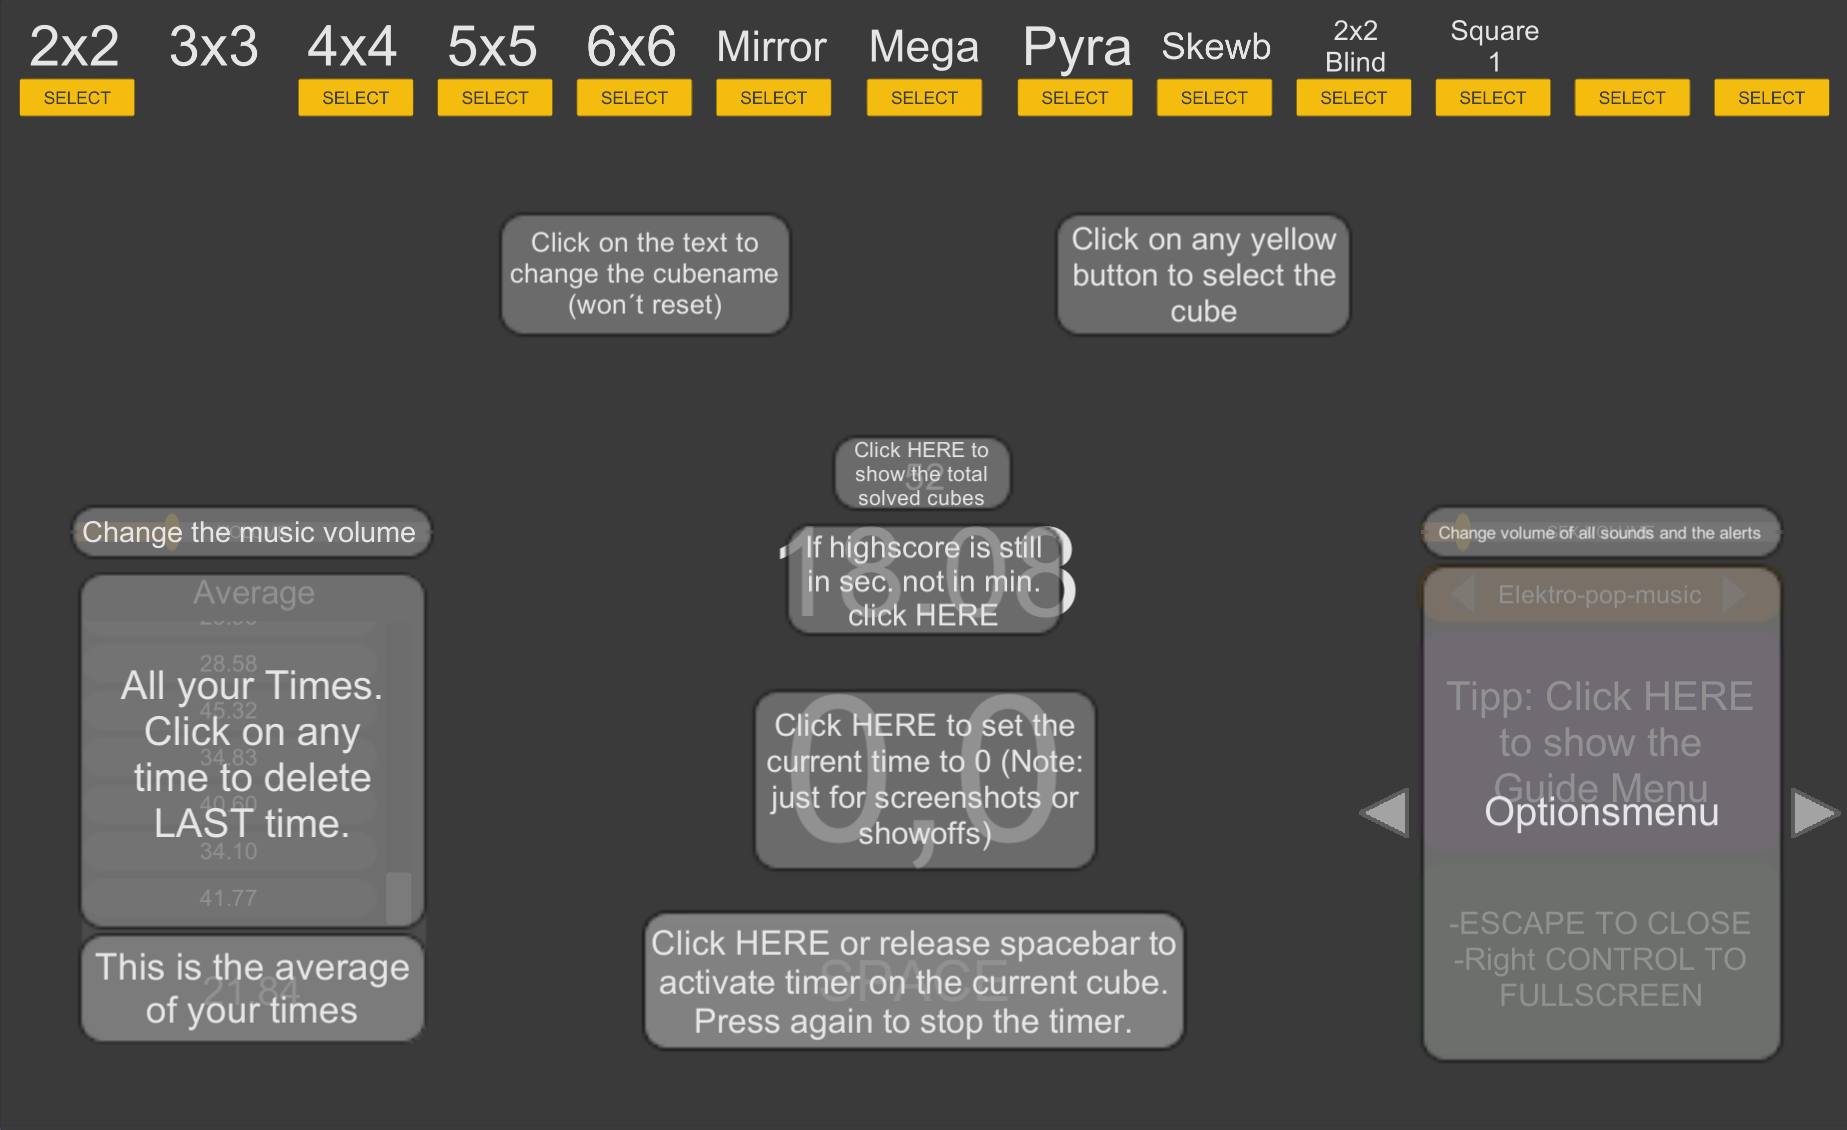 2x2 3x3 4x4 5x5 6x6 Mirror Mega Pyra Skewb 2x2 Blind Square 1
SELECT SELECT SELECT SELECT SELECT SELECT SELECT SELECT SELECT SELECT SELECT SELECT
Click on the text to
change the cubename
(won´t reset)
Click on any yellow
button to select the
cube
Click HERE to
show the total
solved cubes
52
If highscore is still
in sec. not in min.
click HERE
18.08
Click HERE to set the
current time to 0 (Note:
just for screenshots or
showoffs)
0,0
Click HERE or release spacebar to
activate timer on the current cube.
Press again to stop the timer.
SPACE
Change the music volume
Average
28.58
45.32
34.83
40.60
34.10
41.77
All your Times.
Click on any
time to delete
LAST time.
This is the average
of your times
21.84
Change volume of all sounds and the alerts
Elektro-pop-music
Tipp: Click HERE
to show the
Guide Menu
Optionsmenu
-ESCAPE TO CLOSE
-Right CONTROL TO
FULLSCREEN